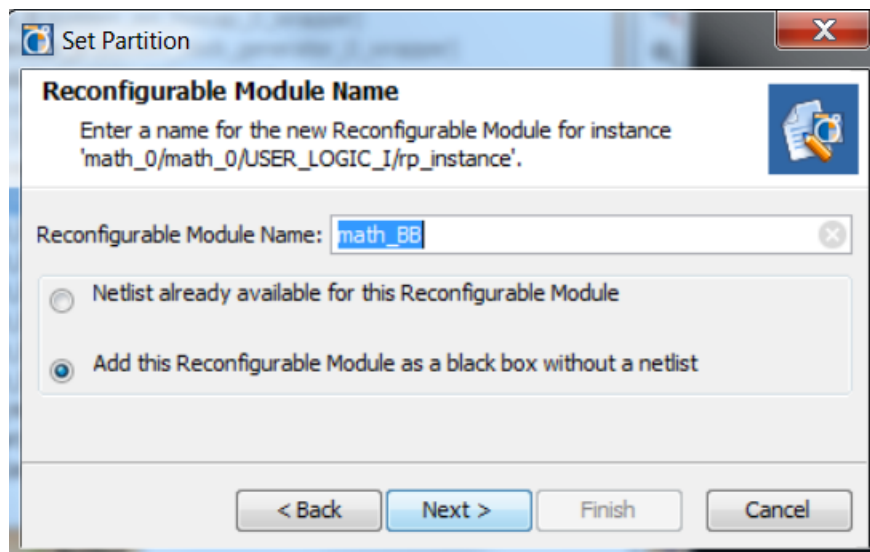 Set Partition
Reconfigurable Module Name
Enter a name for the new Reconfigurable Module for instance
'math_0/math_0/USER_LOGIC_I/rp_instance'.
Reconfigurable Module Name: math_BB
Netlist already available for this Reconfigurable Module
Add this Reconfigurable Module as a black box without a netlist
< Back Next > Finish Cancel